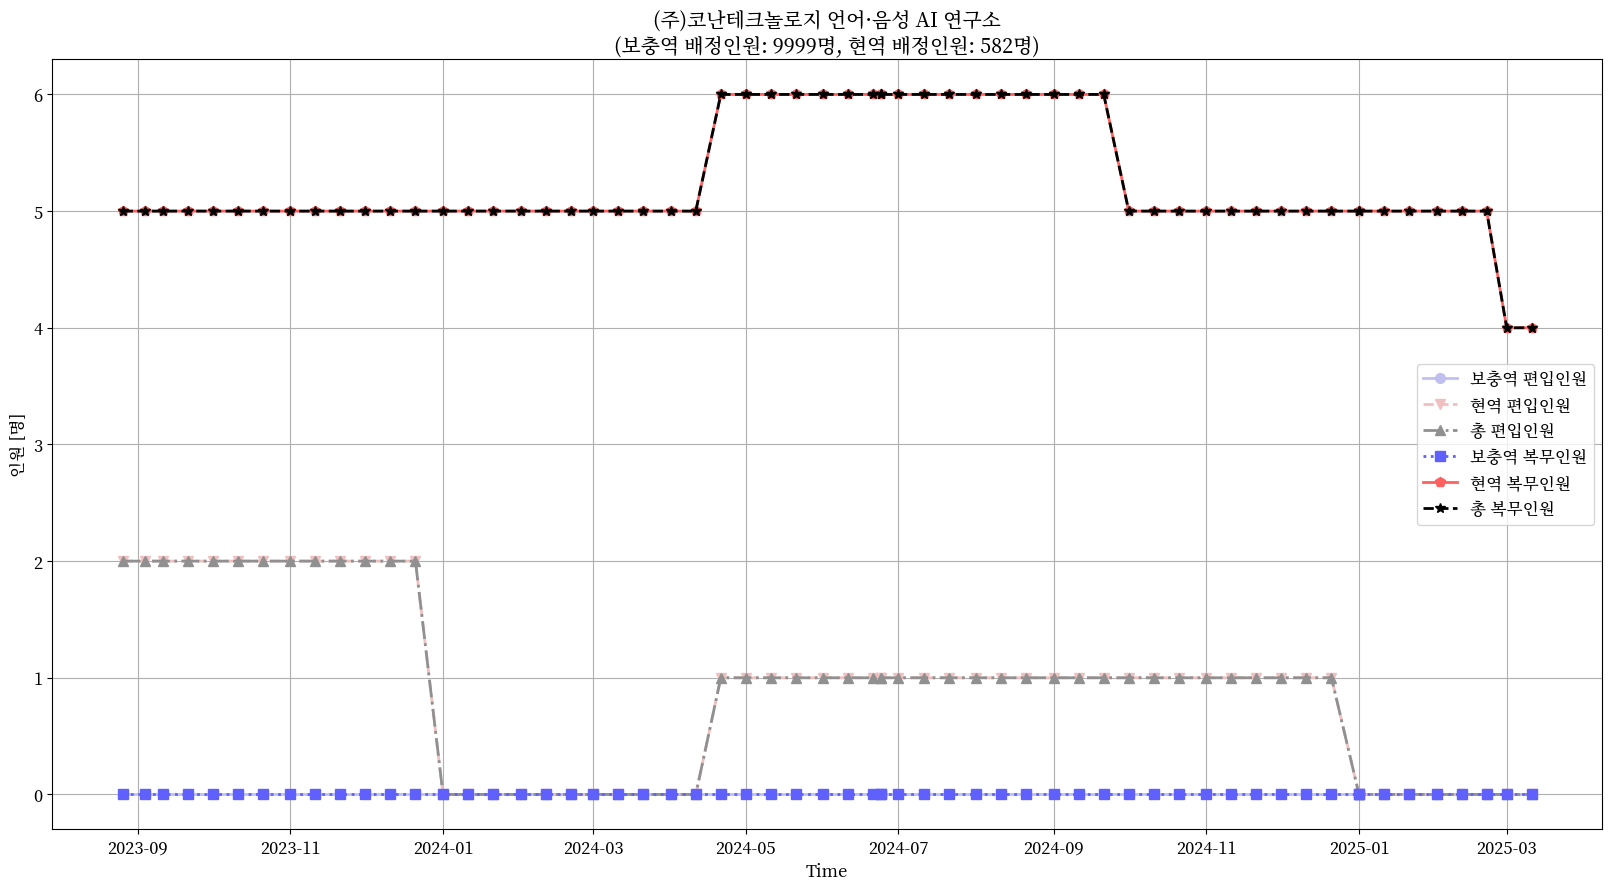 (주)코난테크놀로지 언어·음성 AI 연구소
(보충역 배정인원: 9999명, 현역 배정인원: 582명)
6
5
4
3
2
1
0
인원 [명]
보충역 편입인원
현역 편입인원
총 편입인원
보충역 복무인원
현역 복무인원
총 복무인원
2023-09 2023-11 2024-01 2024-03 2024-05 2024-07 2024-09 2024-11 2025-01 2025-03
Time